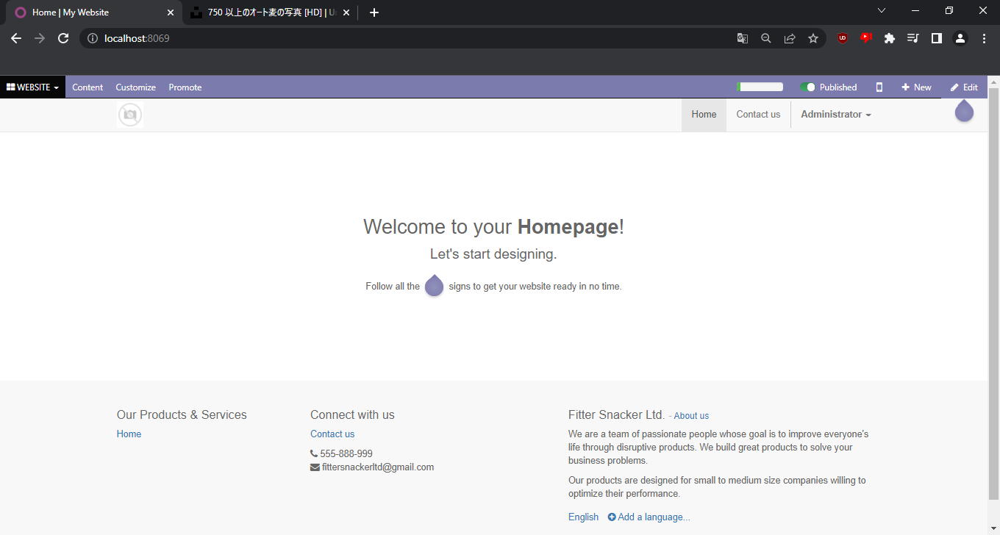 Home | My Website
750 以上のオート麦の写真 [HD] |
localhost:8069
WEBSITE Content Customize Promote Published New Edit
Home Contact us Administrator
Welcome to your Homepage!
Let's start designing.
Follow all the signs to get your website ready in no time.
Our Products & Services
Home
Connect with us
Contact us
555-888-999
fittersnackerltd@gmail.com
Fitter Snacker Ltd. - About us
We are a team of passionate people whose goal is to improve everyone's
life through disruptive products. We build great products to solve your
business problems.
Our products are designed for small to medium size companies willing to
optimize their performance.
English Add a language...